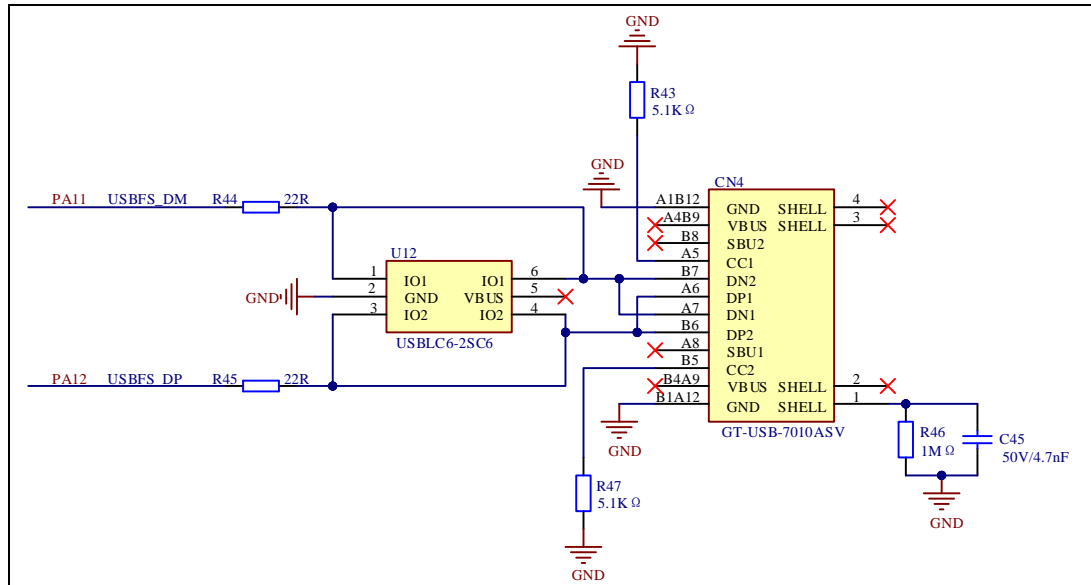 GND
R43
5.1KΩ
GND
CN4
PA11 USBFS_DM R44 22R
A1B12 GND SHELL 4
A4B9 VBUS SHELL 3
B8 SBU2
A5 CC1
U12
1 IO1 IO1 6 B7 DN2
GND 2 GND VBUS 5 A6 DP1
3 IO2 IO2 4 A7 DN1
B6 DP2
USBLC6-2SC6
A8 SBU1
B5 CC2
PA12 USBFS_DP R45 22R
B4A9 VBUS SHELL 2
B1A12 GND SHELL 1
GT-USB-7010ASV
GND
R46
1MΩ
C45
50V/4.7nF
R47
5.1KΩ
GND
GND